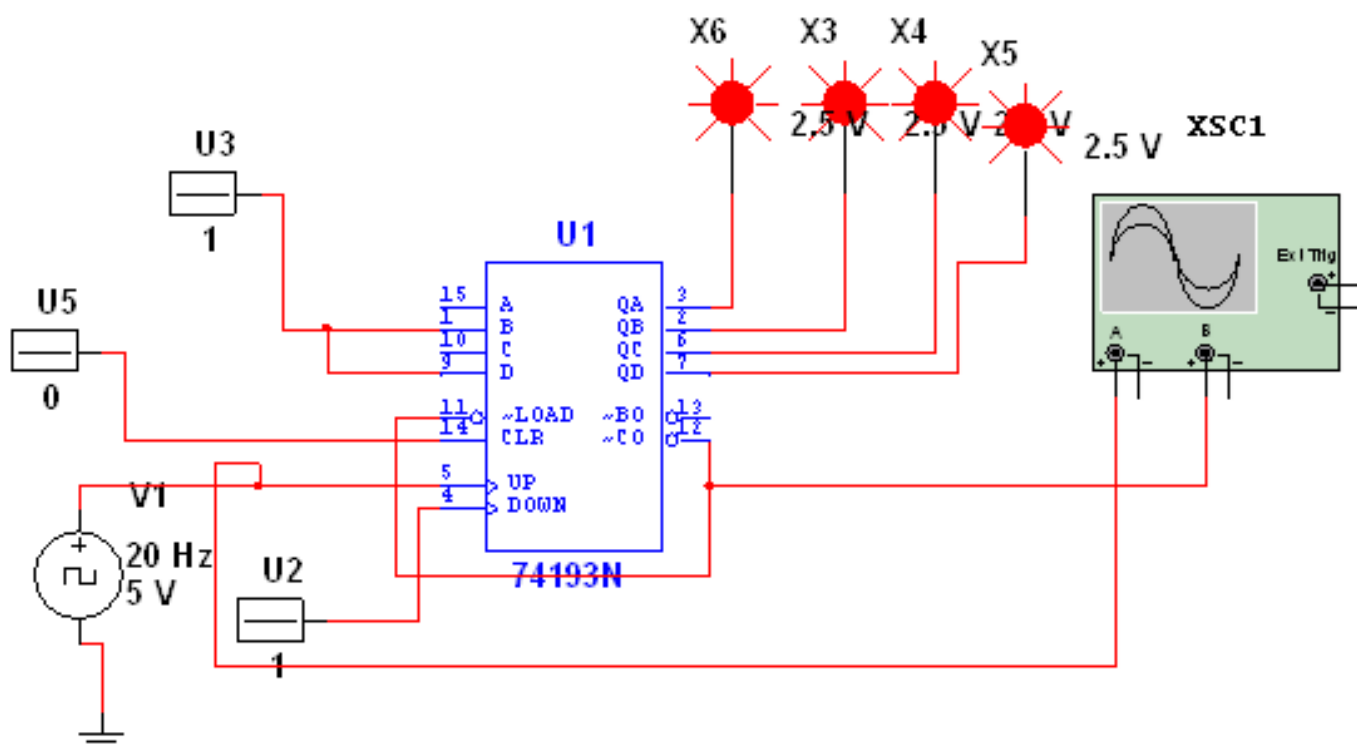 X6
X3
X4
X5
2.5 V
2.5 V
2.5 V
XSC1
U3
1
U1
Ext Trig
+
-
U5
0
15 A QA 3
1 B QB 2
10 C QC 6
9 D QD 7
A
B
+ -
+ -
11 ~LOAD ~BO 13
14 CLR ~CO 12
5 UP
4 DOWN
V1
+
20 Hz
5 V
74193N
U2
1